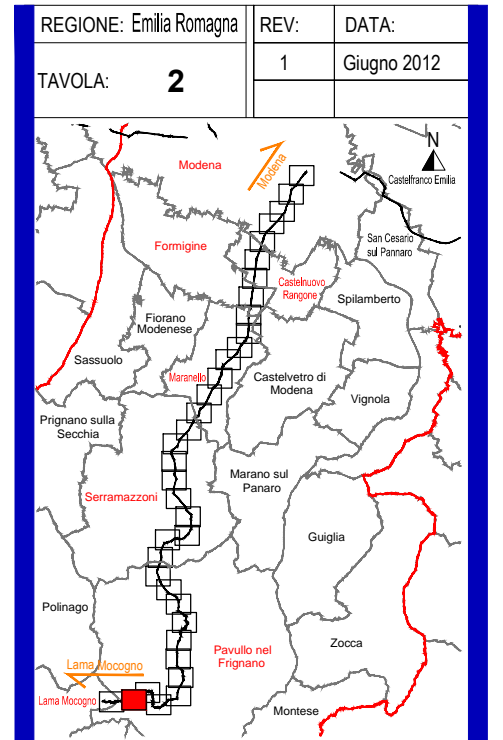 REGIONE: Emilia Romagna
REV:
DATA:
TAVOLA: 2
1
Giugno 2012
N
Modena
Modena
Castelfranco Emilia
San Cesario
sul Pannaro
Formigine
Castelnuovo
Rangone
Spilamberto
Fiorano
Modenese
Sassuolo
Maranello
Castelvetro di
Modena
Vignola
Prignano sulla
Secchia
Marano sul
Panaro
Serramazzoni
Guiglia
Polinago
Pavullo nel
Frignano
Zocca
Lama Mocogno
Lama Mocogno
Montese